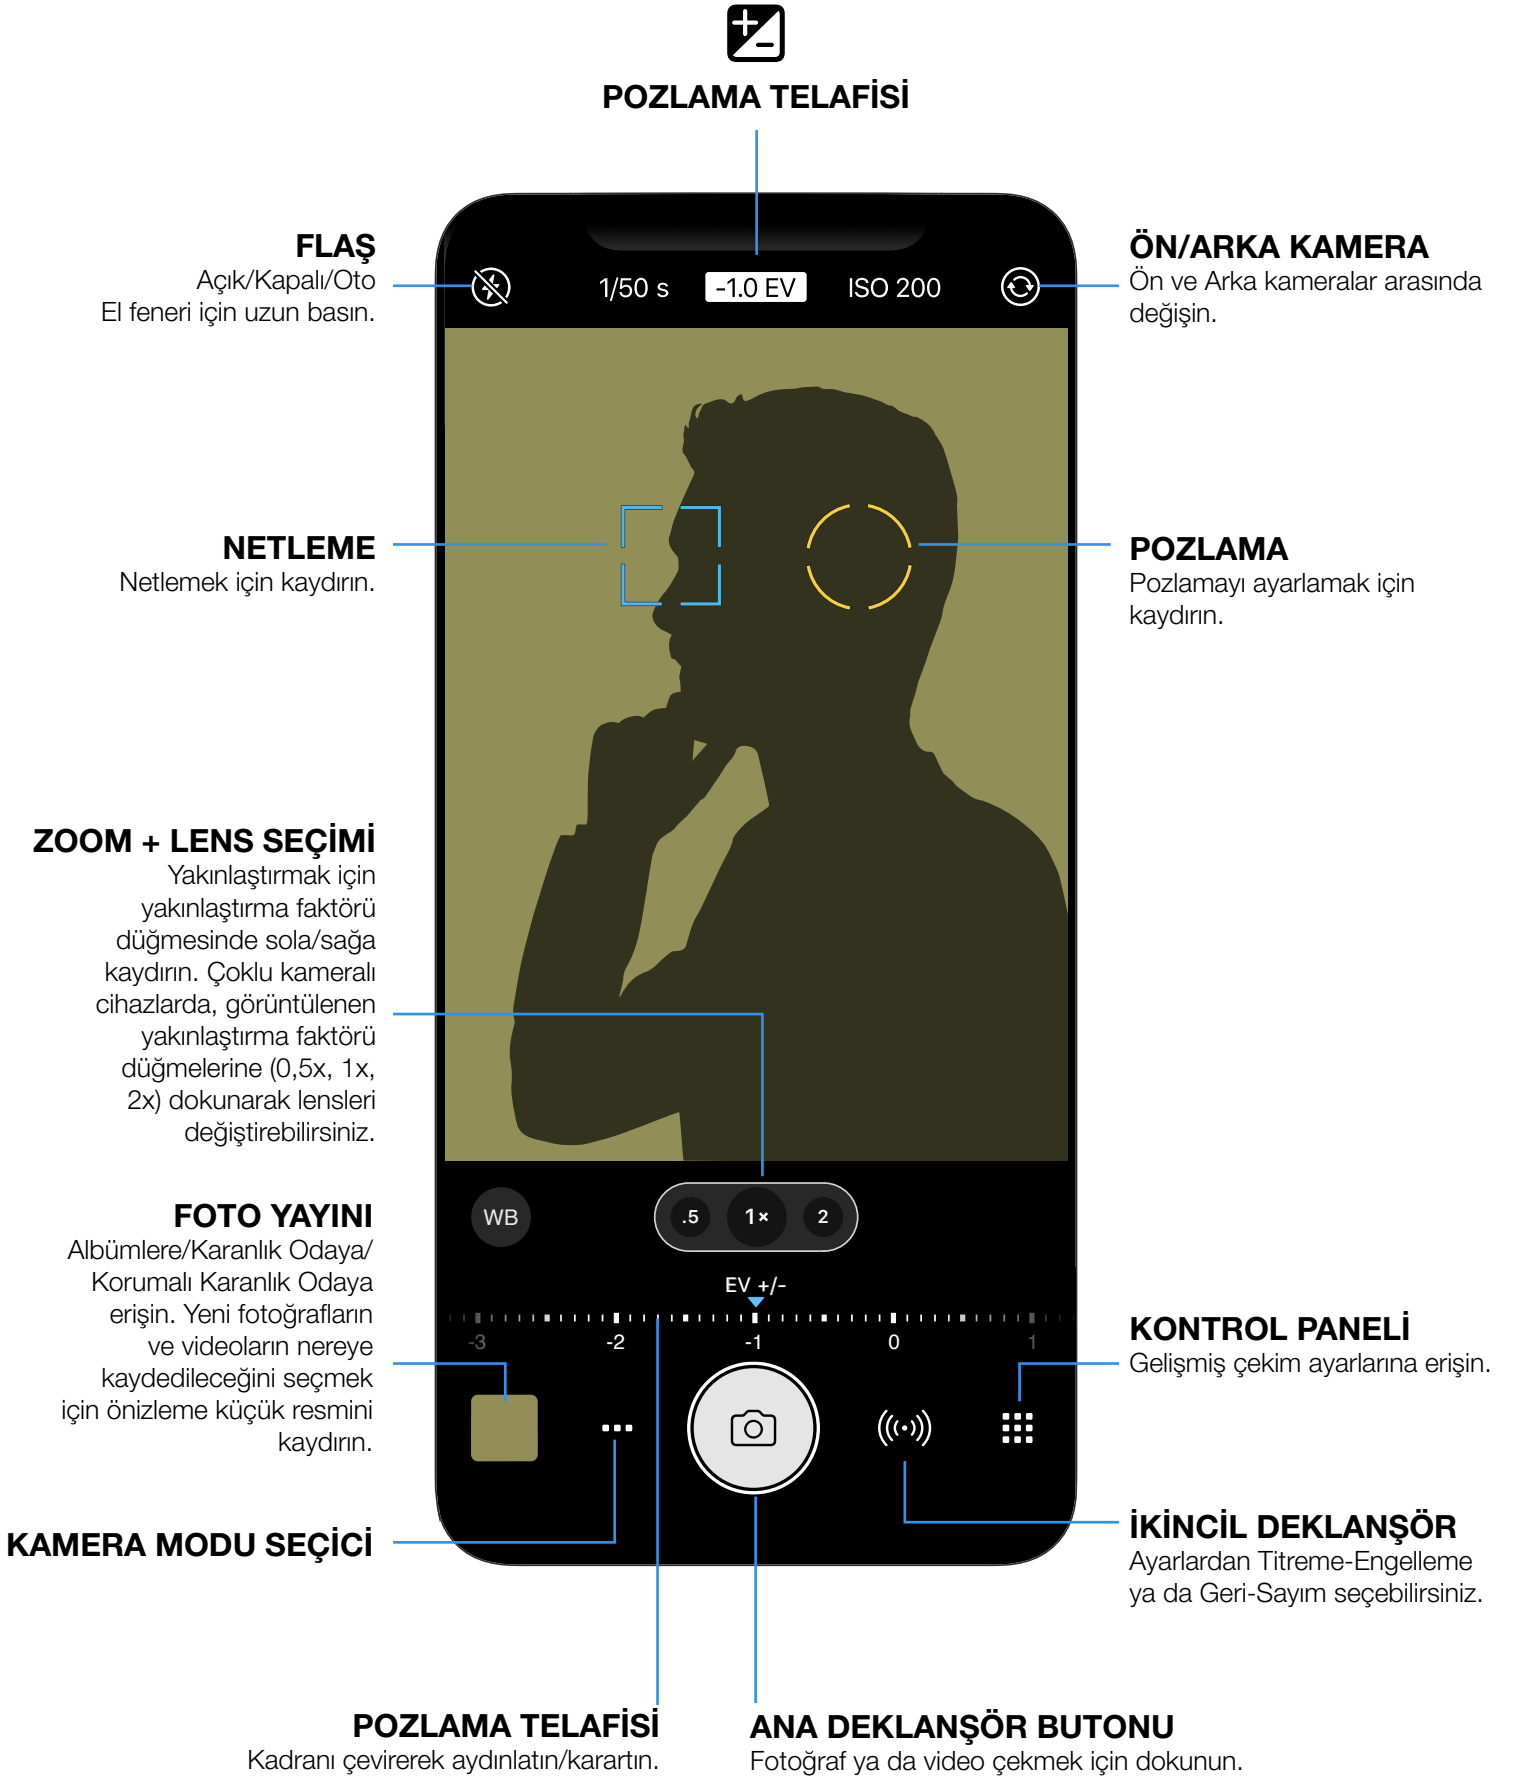 POZLAMA TELAFİSİ
FLAŞ
Açık/Kapalı/Oto
El feneri için uzun basın.
1/50 s
-1.0 EV
ISO 200
ÖN/ARKA KAMERA
Ön ve Arka kameralar arasında
değişin.
NETLEME
Netlemek için kaydırın.
POZLAMA
Pozlamayı ayarlamak için
kaydırın.
ZOOM + LENS SEÇİMİ
Yakınlaştırmak için
yakınlaştırma faktörü
düğmesinde sola/sağa
kaydırın. Çoklu kameralı
cihazlarda, görüntülenen
yakınlaştırma faktörü
düğmelerine (0,5x, 1x,
2x) dokunarak lensleri
değiştirebilirsiniz.
WB
.5
1×
2
FOTO YAYINI
Albümlere/Karanlık Odaya/
Korumalı Karanlık Odaya
erişin. Yeni fotoğrafların
ve videoların nereye
kaydedileceğini seçmek
için önizleme küçük resmini
kaydırın.
EV +/-
-3
-2
-1
0
1
KONTROL PANELİ
Gelişmiş çekim ayarlarına erişin.
KAMERA MODU SEÇİCİ
İKİNCİL DEKLANŞÖR
Ayarlardan Titreme-Engelleme
ya da Geri-Sayım seçebilirsiniz.
POZLAMA TELAFİSİ
Kadranı çevirerek aydınlatın/karartın.
ANA DEKLANŞÖR BUTONU
Fotoğraf ya da video çekmek için dokunun.